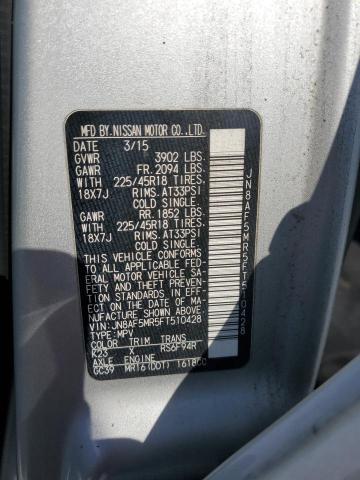 MFD BY.NISSAN MOTOR CO.,LTD.
DATE 3/15
GVWR 3902 LBS.
GAWR FR. 2094 LBS.
WITH 225/45R18 TIRES.
18X7J RIMS. AT33PSI
COLD SINGLE.
GAWR RR. 1852 LBS.
WITH 225/45R18 TIRES.
18X7J RIMS. AT33PSI
COLD SINGLE.
THIS VEHICLE CONFORMS
TO ALL APPLICABLE FED-
ERAL MOTOR VEHICLE SA-
FETY AND THEFT PREVEN-
TION STANDARDS IN EFF-
ECT ON THE DATE OF MA-
NUFACTURE SHOWN ABOVE.
VIN:JN8AF5MR5FT510428
TYPE: MPV
COLOR TRIM TRANS
K23 X RS6F94R
AXLE ENGINE
GC39 MR16(DDT) 1618CC
JN8AF5MR5FT510428